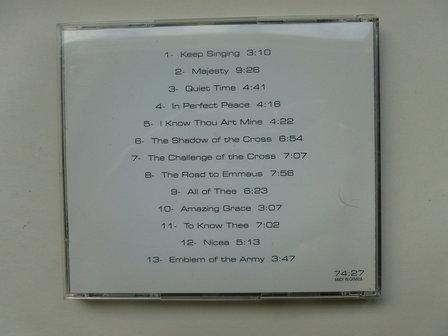 1- Keep Singing 3:10
2- Majesty 9:26
3- Quiet Time 4:41
4- In Perfect Peace 4:16
5- I Know Thou Art Mine 4:22
6- The Shadow of the Cross 6:54
7- The Challenge of the Cross 7:07
8- The Road to Emmaus 7:56
9- All of Thee 6:23
10- Amazing Grace 3:07
11- To Know Thee 7:02
12- Nicea 5:13
13- Emblem of the Army 3:47
74:27
MADE IN CANADA